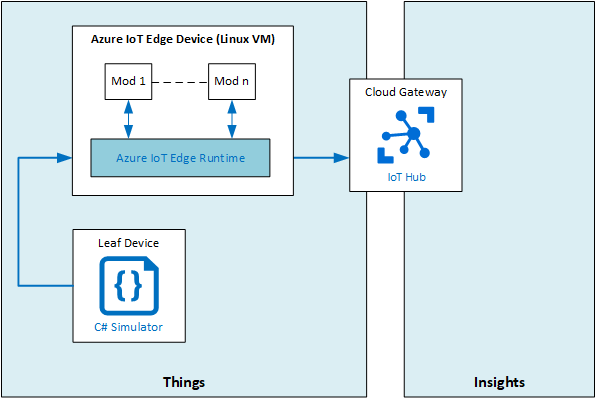 Azure IoT Edge Device (Linux VM)
Mod 1
Mod n
Azure IoT Edge Runtime
Cloud Gateway
IoT Hub
Leaf Device
{ }
C# Simulator
Things
Insights